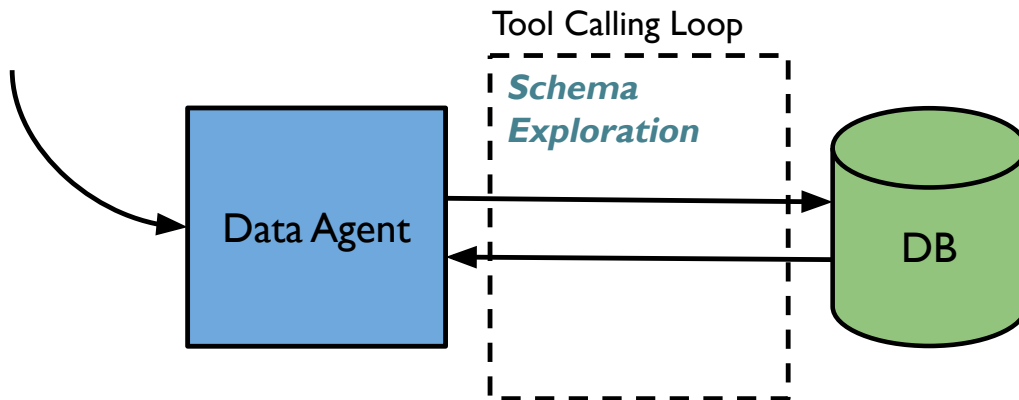 Tool Calling Loop
Schema
Exploration
Data Agent
DB